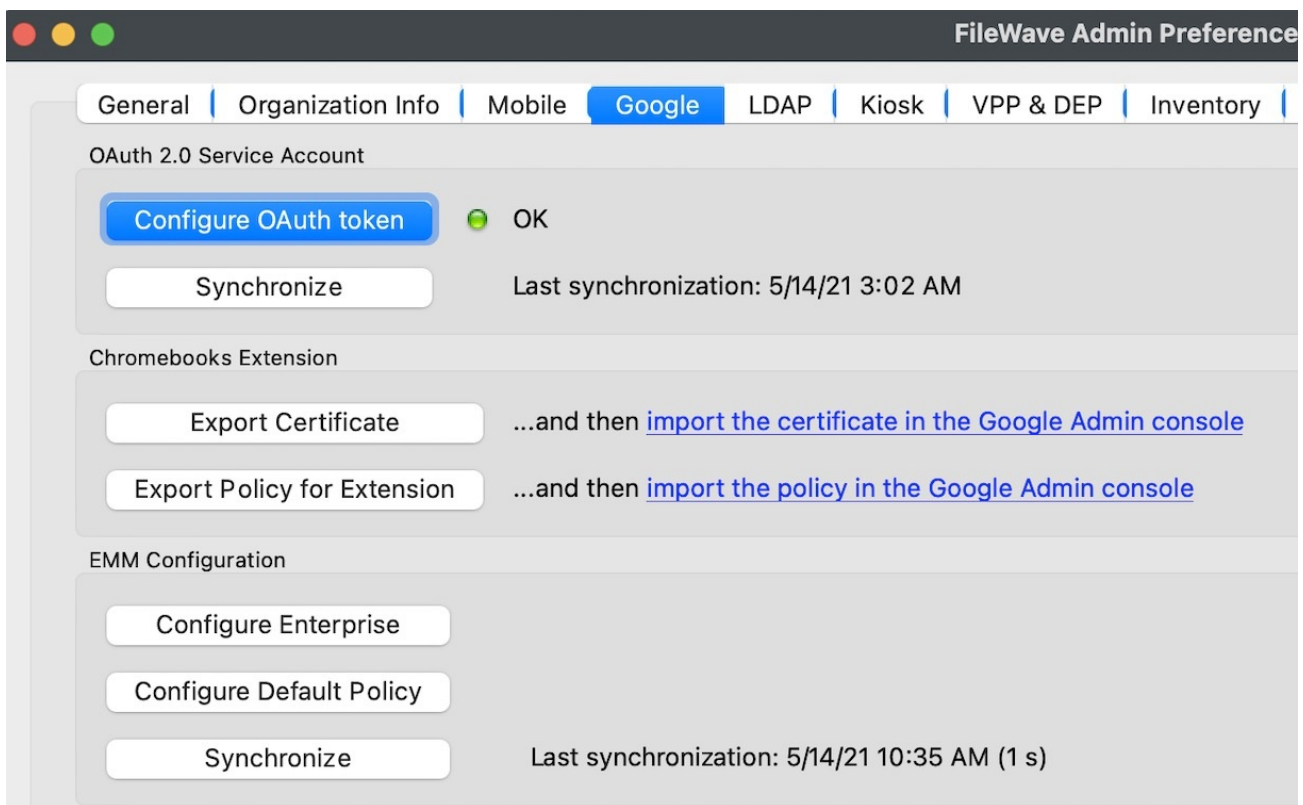 FileWave Admin Preference
General Organization Info Mobile Google LDAP Kiosk VPP & DEP Inventory
OAuth 2.0 Service Account
Configure OAuth token OK
Synchronize Last synchronization: 5/14/21 3:02 AM
Chromebooks Extension
Export Certificate ...and then import the certificate in the Google Admin console
Export Policy for Extension ...and then import the policy in the Google Admin console
EMM Configuration
Configure Enterprise
Configure Default Policy
Synchronize Last synchronization: 5/14/21 10:35 AM (1 s)